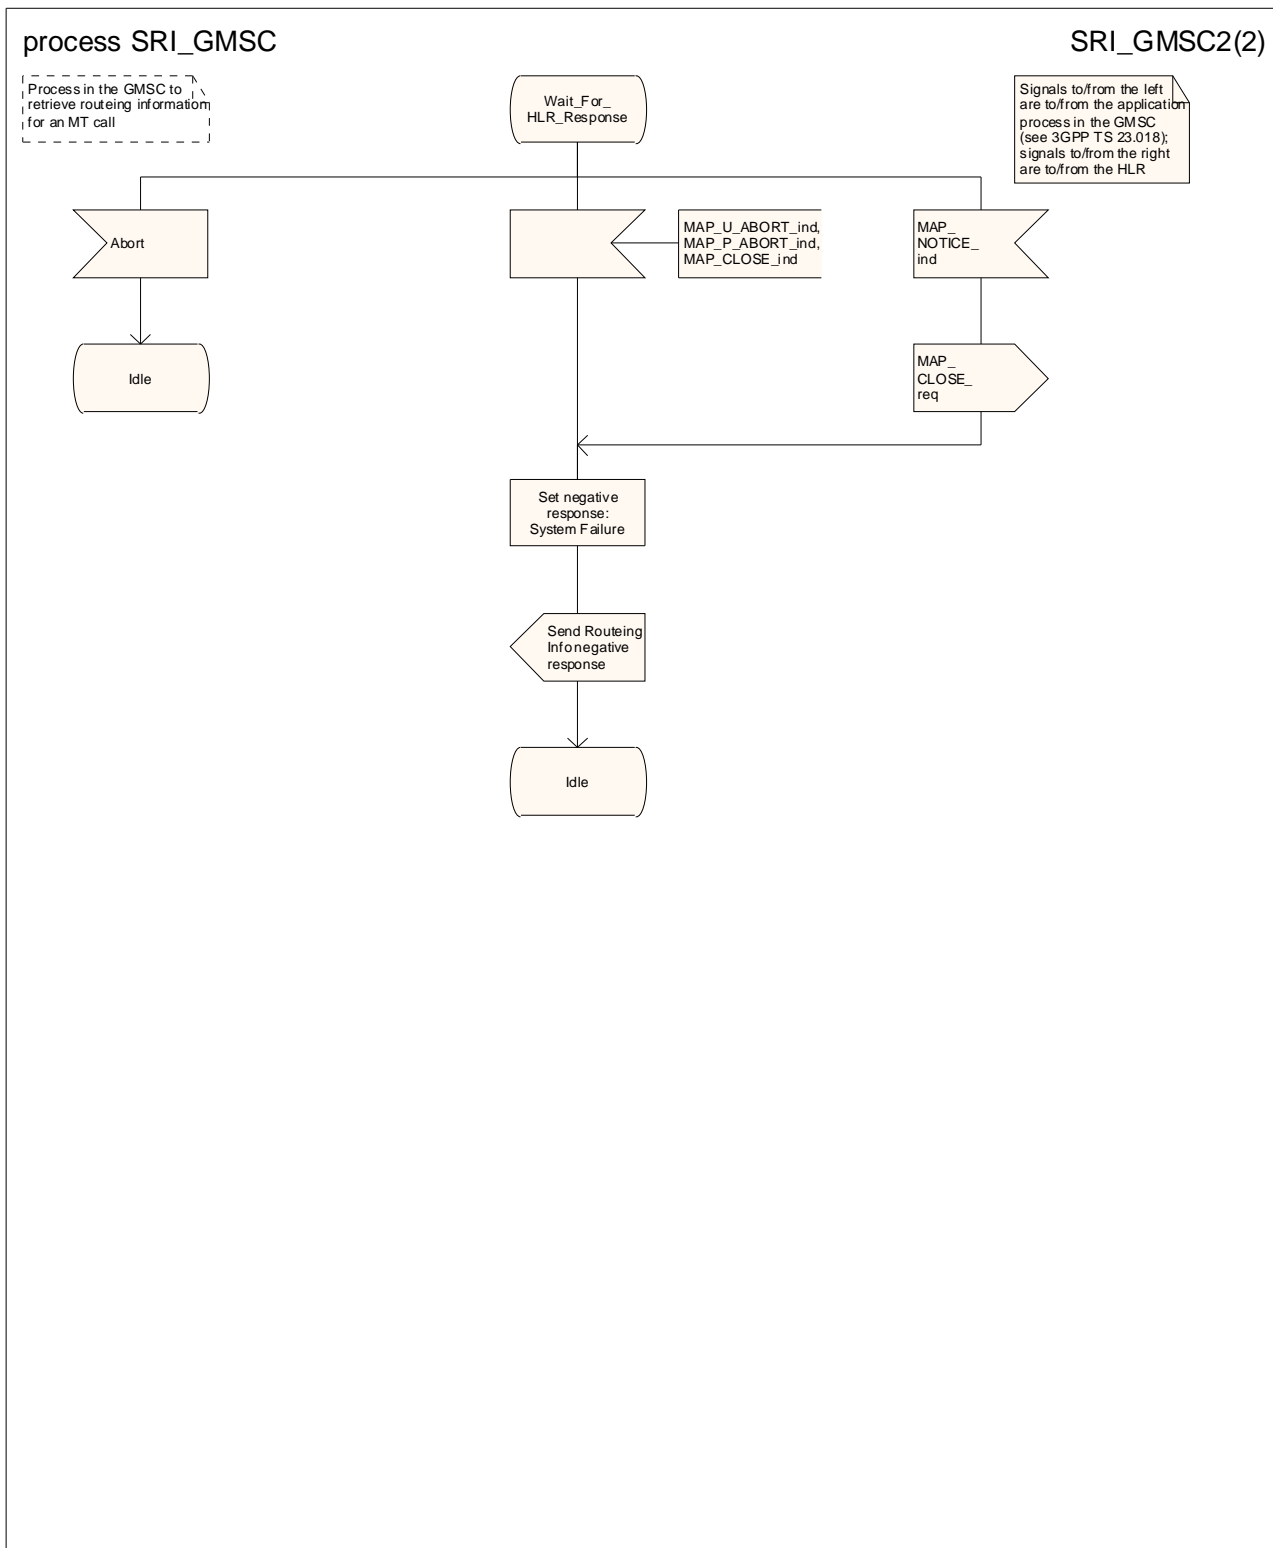 process SRI_GMSC
SRI_GMSC2(2)
Process in the GMSC to
retrieve routeing information
for an MT call
Wait_For_
HLR_Response
Signals to/from the left
are to/from the application
process in the GMSC
(see 3GPP TS 23.018);
signals to/from the right
are to/from the HLR
Abort
MAP_U_ABORT_ind,
MAP_P_ABORT_ind,
MAP_CLOSE_ind
MAP_
NOTICE_
ind
Idle
MAP_
CLOSE_
req
Set negative
response:
System Failure
Send Routeing
Info negative
response
Idle